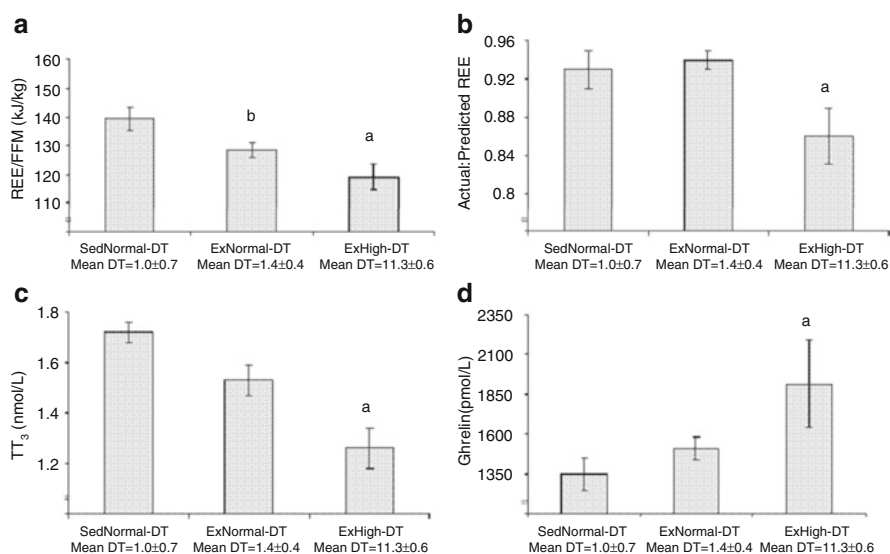 a
160
150
140
130
120
110
REE/FFM (kJ/kg)
b
a
SedNormal-DT
Mean DT=1.0±0.7
ExNormal-DT
Mean DT=1.4±0.4
ExHigh-DT
Mean DT=11.3±0.6
b
0.96
0.92
0.88
0.84
0.8
Actual:Predicted REE
a
SedNormal-DT
Mean DT=1.0±0.7
ExNormal-DT
Mean DT=1.4±0.4
ExHigh-DT
Mean DT=11.3±0.6
c
1.8
1.6
1.4
1.2
TT₃ (nmol/L)
a
SedNormal-DT
Mean DT=1.0±0.7
ExNormal-DT
Mean DT=1.4±0.4
ExHigh-DT
Mean DT=11.3±0.6
d
2350
2100
1850
1600
1350
Ghrelin(pmol/L)
a
SedNormal-DT
Mean DT=1.0±0.7
ExNormal-DT
Mean DT=1.4±0.4
ExHigh-DT
Mean DT=11.3±0.6